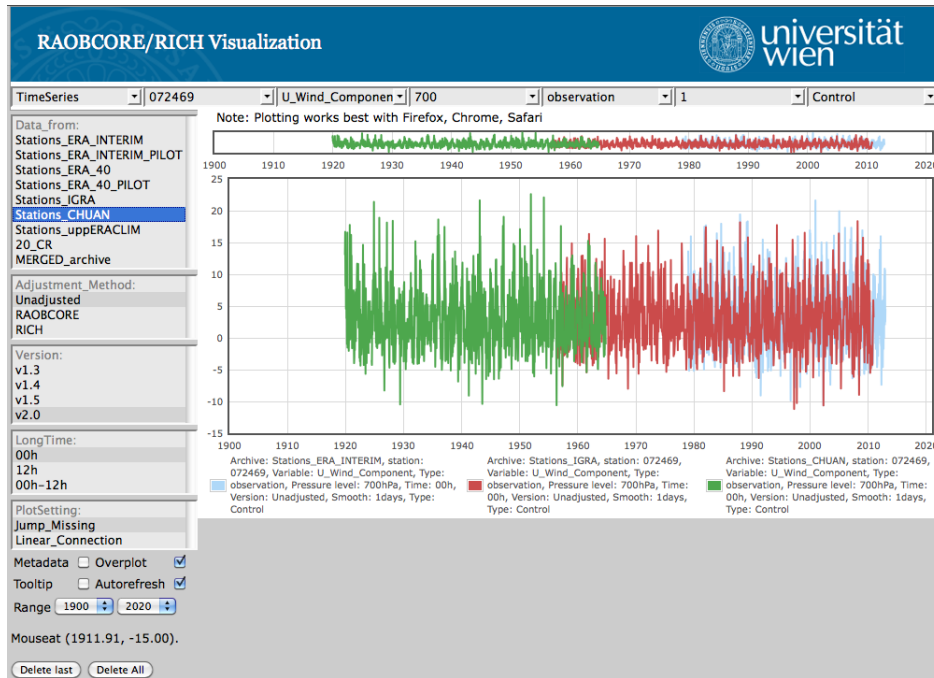 RAOBCORE/RICH Visualization
universität
wien
TimeSeries 072469 U_Wind_Componen 700 observation 1 Control
Note: Plotting works best with Firefox, Chrome, Safari
Data_from:
Stations_ERA_INTERIM
Stations_ERA_INTERIM_PILOT
Stations_ERA_40
Stations_ERA_40_PILOT
Stations_IGRA
Stations_CHUAN
Stations_uppERACLIM
20_CR
MERGED_archive
Adjustment_Method:
Unadjusted
RAOBCORE
RICH
Version:
v1.3
v1.4
v1.5
v2.0
LongTime:
00h
12h
00h-12h
PlotSetting:
Jump_Missing
Linear_Connection
Metadata Overplot
Tooltip Autorefresh
Range 1900 2020
Mouseat (1911.91, -15.00).
Delete last Delete All
1900 1910 1920 1930 1940 1950 1960 1970 1980 1990 2000 2010 202
25
20
15
10
5
0
-5
-10
-15
1900 1910 1920 1930 1940 1950 1960 1970 1980 1990 2000 2010 2020
Archive: Stations_ERA_INTERIM, station:
072469, Variable: U_Wind_Component, Type:
observation, Pressure level: 700hPa, Time: 00h,
Version: Unadjusted, Smooth: 1days, Type:
Control
Archive: Stations_IGRA, station: 072469,
Variable: U_Wind_Component, Type:
observation, Pressure level: 700hPa, Time:
00h, Version: Unadjusted, Smooth: 1days,
Type: Control
Archive: Stations_CHUAN, station: 072469,
Variable: U_Wind_Component, Type:
observation, Pressure level: 700hPa, Time:
00h, Version: Unadjusted, Smooth: 1days,
Type: Control